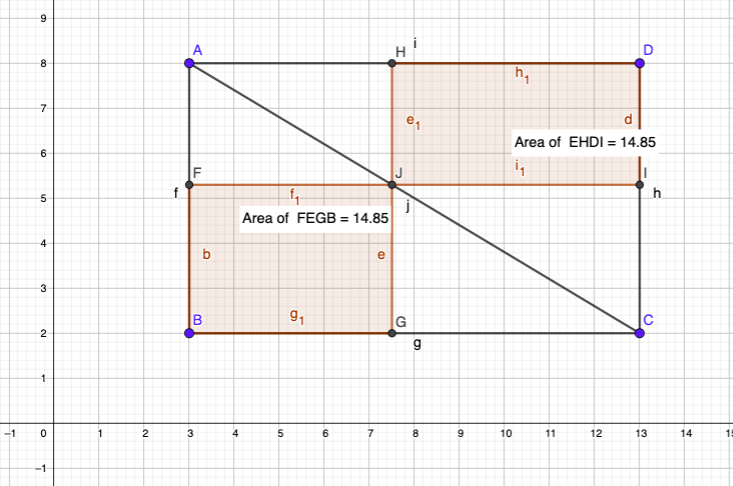 9
A
H
i
D
8
h₁
7
e₁
d
Area of EHDI = 14.85
6
F
J
i₁
I
5
f
f₁
j
h
Area of FEGB = 14.85
4
b
e
3
g₁
B
G
C
2
g
1
−1 0 1 2 3 4 5 6 7 8 9 10 11 12 13 14 15
−1